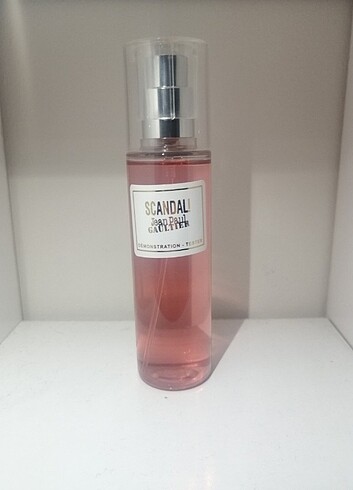 SCANDAL!
Jean Paul
GAULTIER
DEMONSTRATION - TESTER